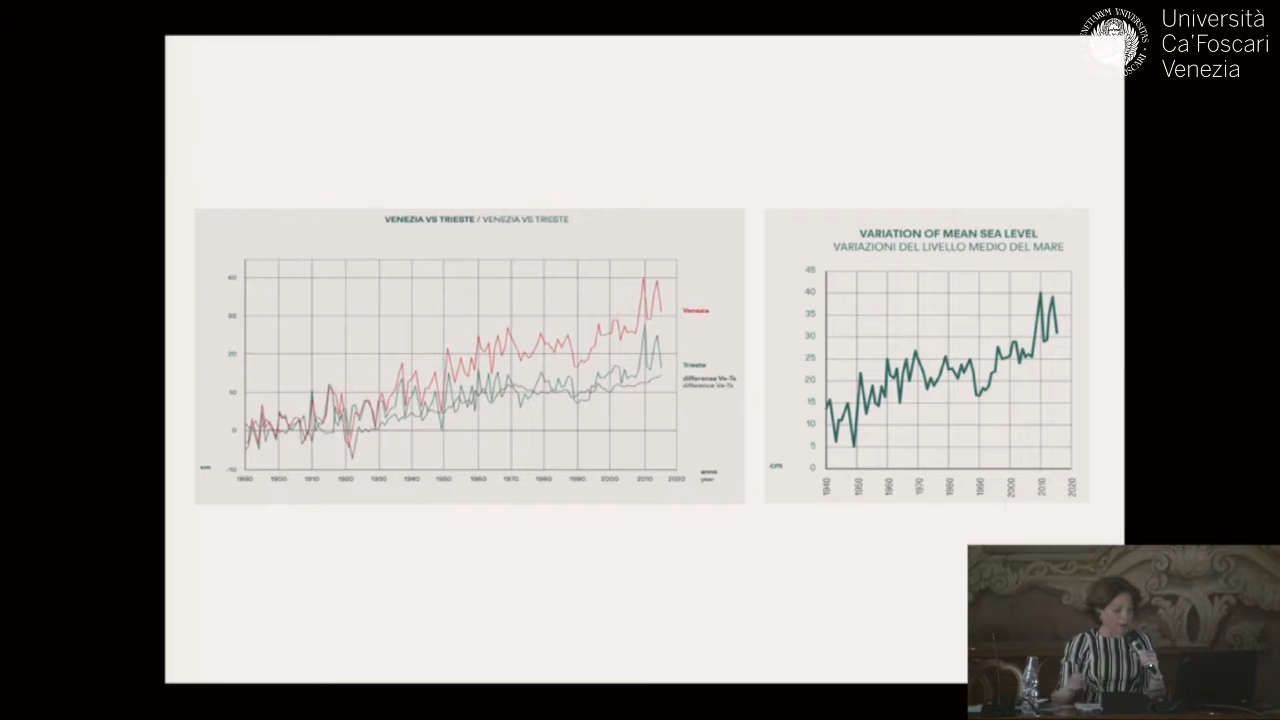 Università
Ca'Foscari
Venezia
VENEZIA VS TRIESTE / VENEZIA VS TRIESTE
40
30
20
10
0
-10
cm
1890 1900 1910 1920 1930 1940 1950 1960 1970 1980 1990 2000 2010 2020
anno
year
Venezia
Trieste
differenza Ve-Ts
difference Ve-Ts
VARIATION OF MEAN SEA LEVEL
VARIAZIONI DEL LIVELLO MEDIO DEL MARE
45
40
35
30
25
20
15
10
5
0
cm
1940 1950 1960 1970 1980 1990 2000 2010 2020